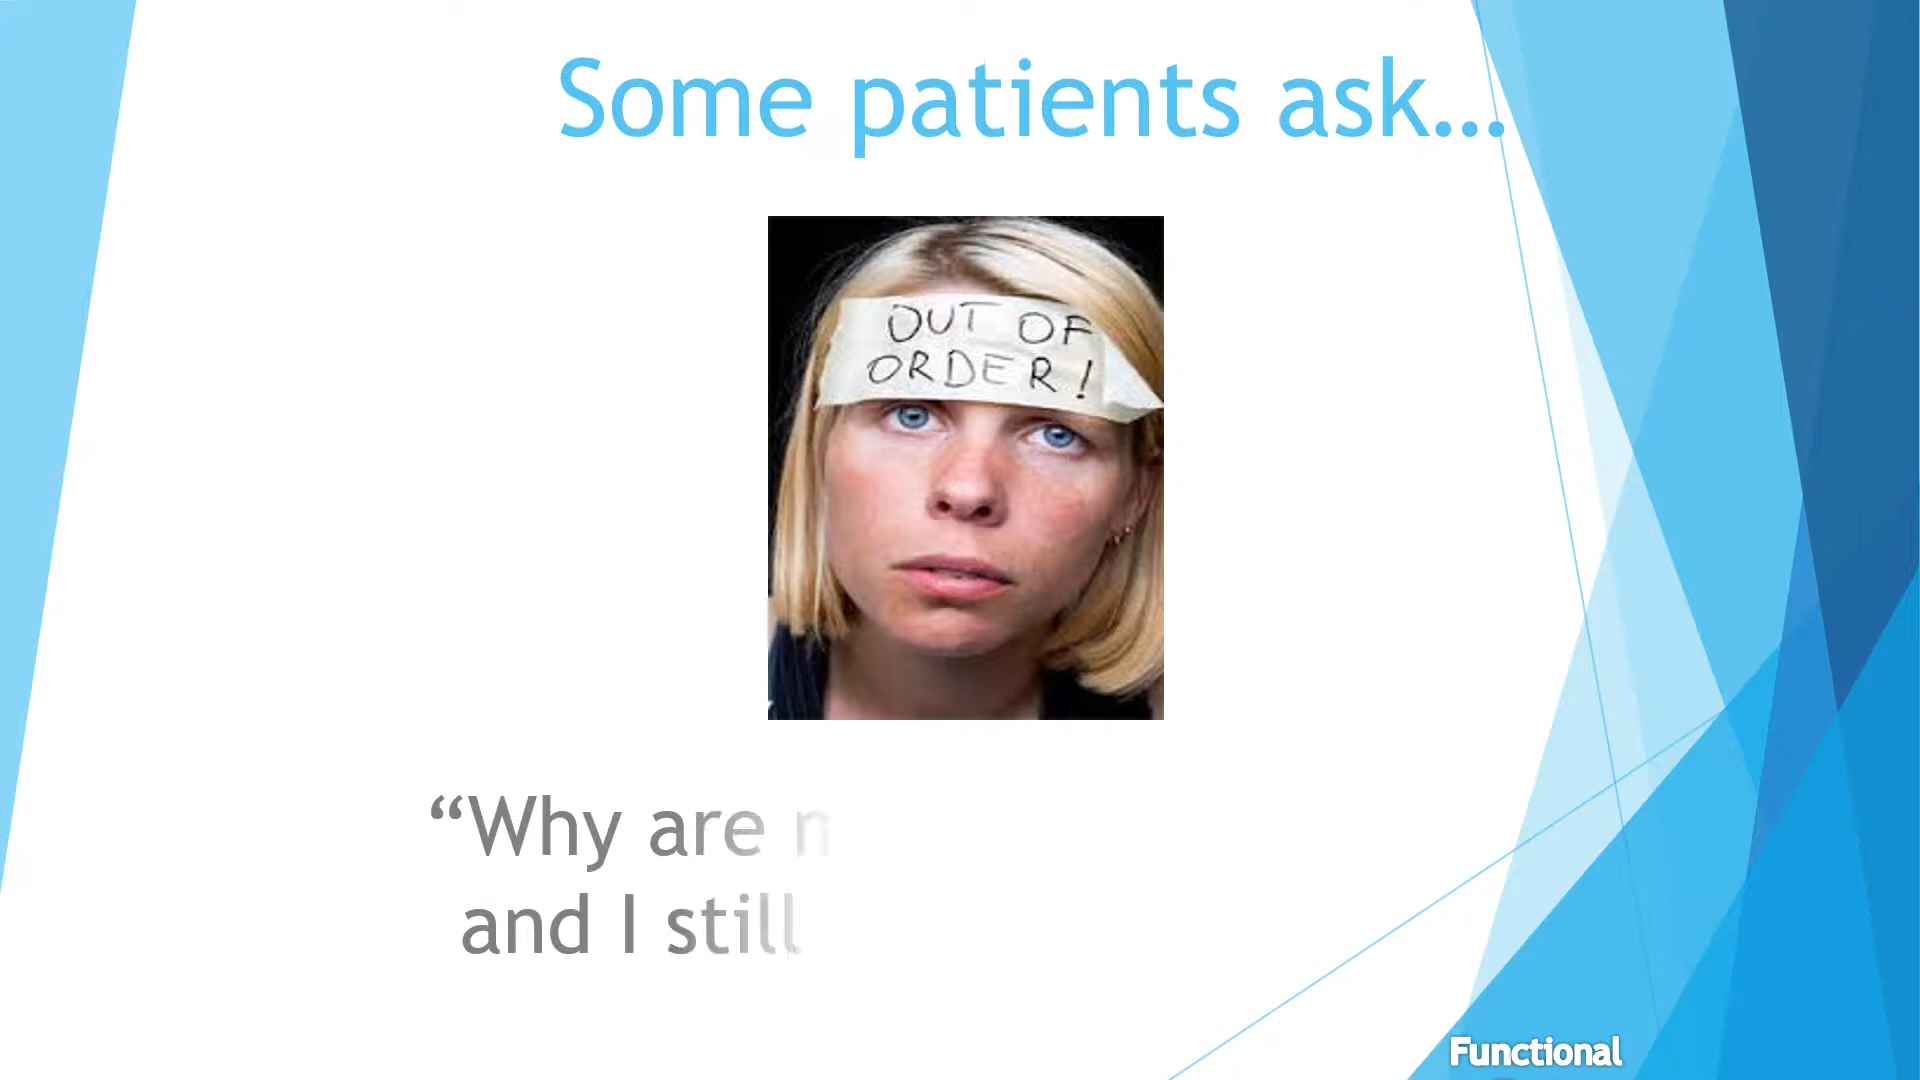 Some patients ask...
OUT OF
ORDER!
“Why are
and I still
Functional